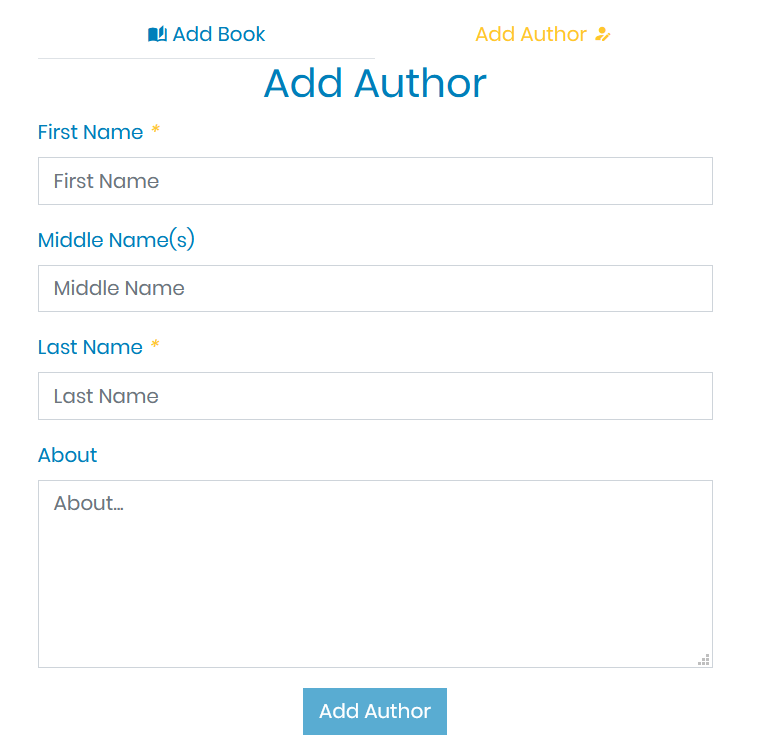 Add Book Add Author
Add Author
First Name *
First Name
Middle Name(s)
Middle Name
Last Name *
Last Name
About
About...
Add Author